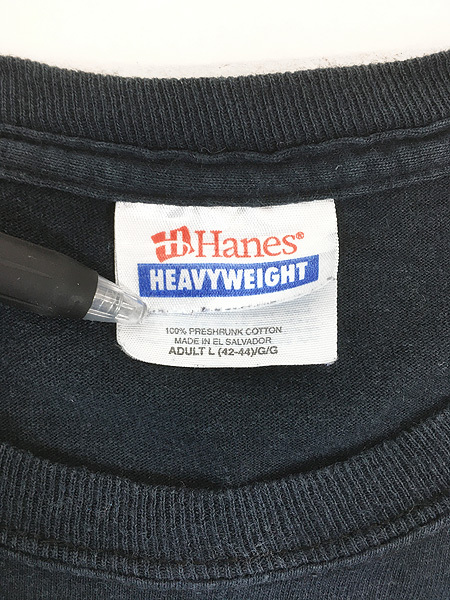 Hanes®
HEAVYWEIGHT
100% PRESHRUNK COTTON
MADE IN EL SALVADOR
ADULT L (42-44)/G/G